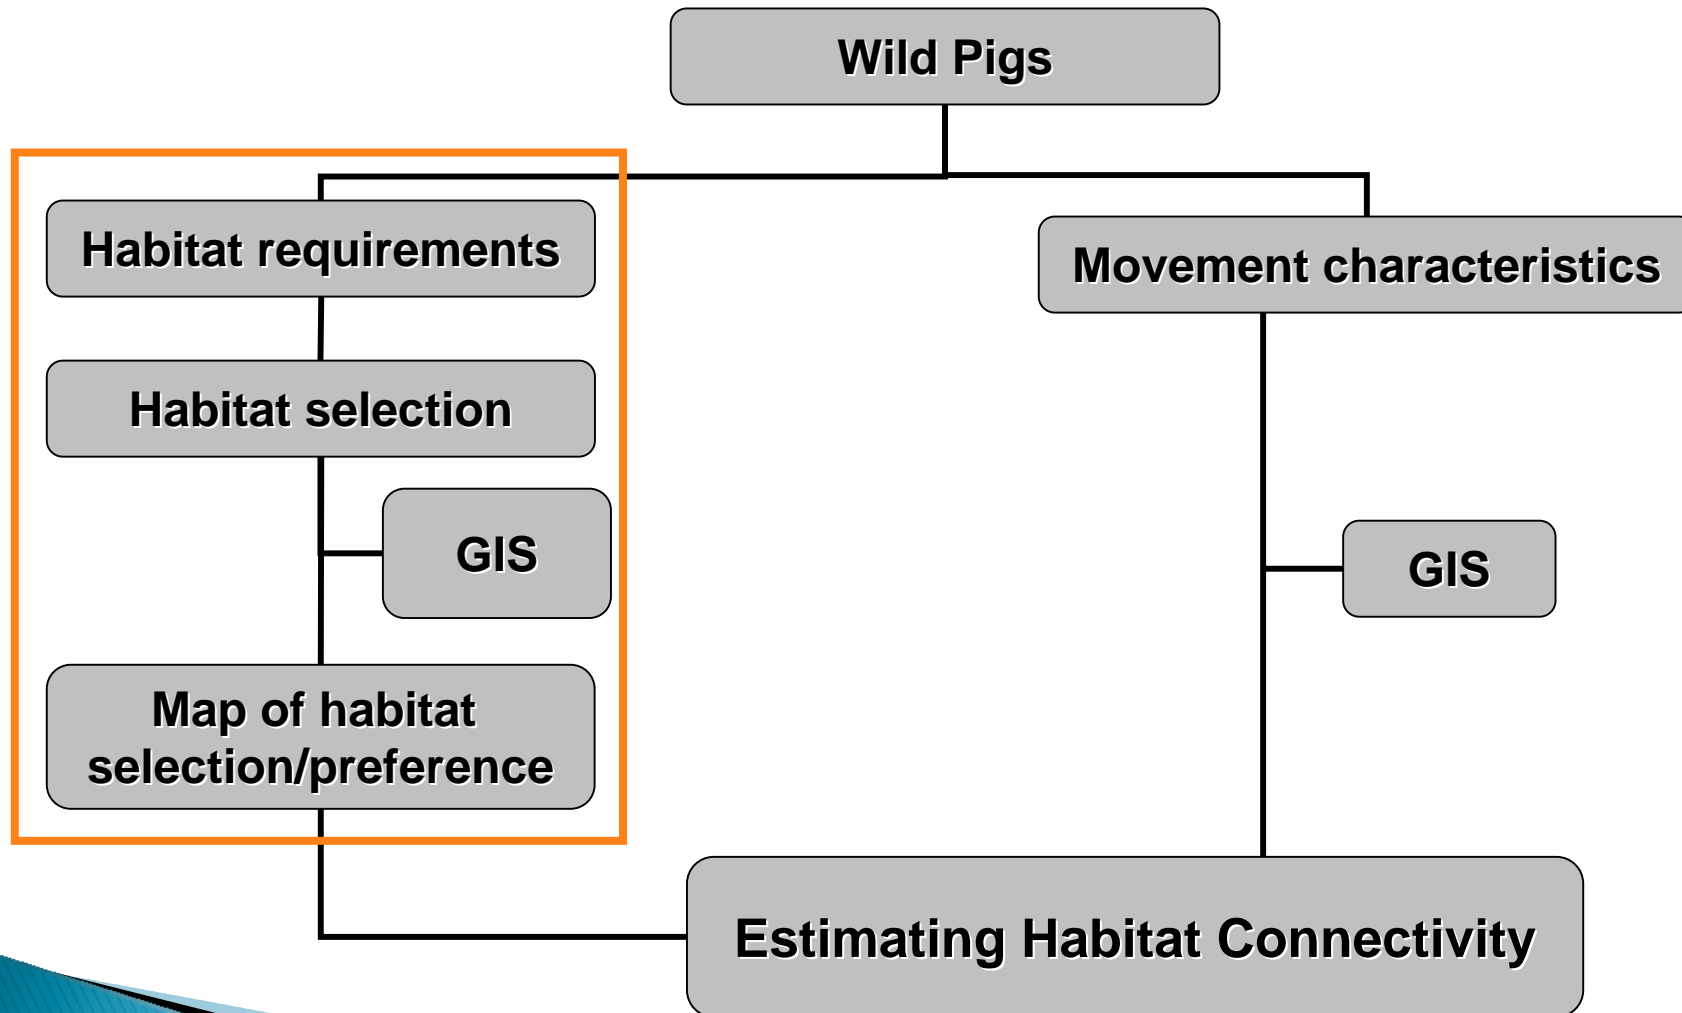 Wild Pigs
Habitat requirements
Movement characteristics
Habitat selection
GIS
GIS
Map of habitat
selection/preference
Estimating Habitat Connectivity